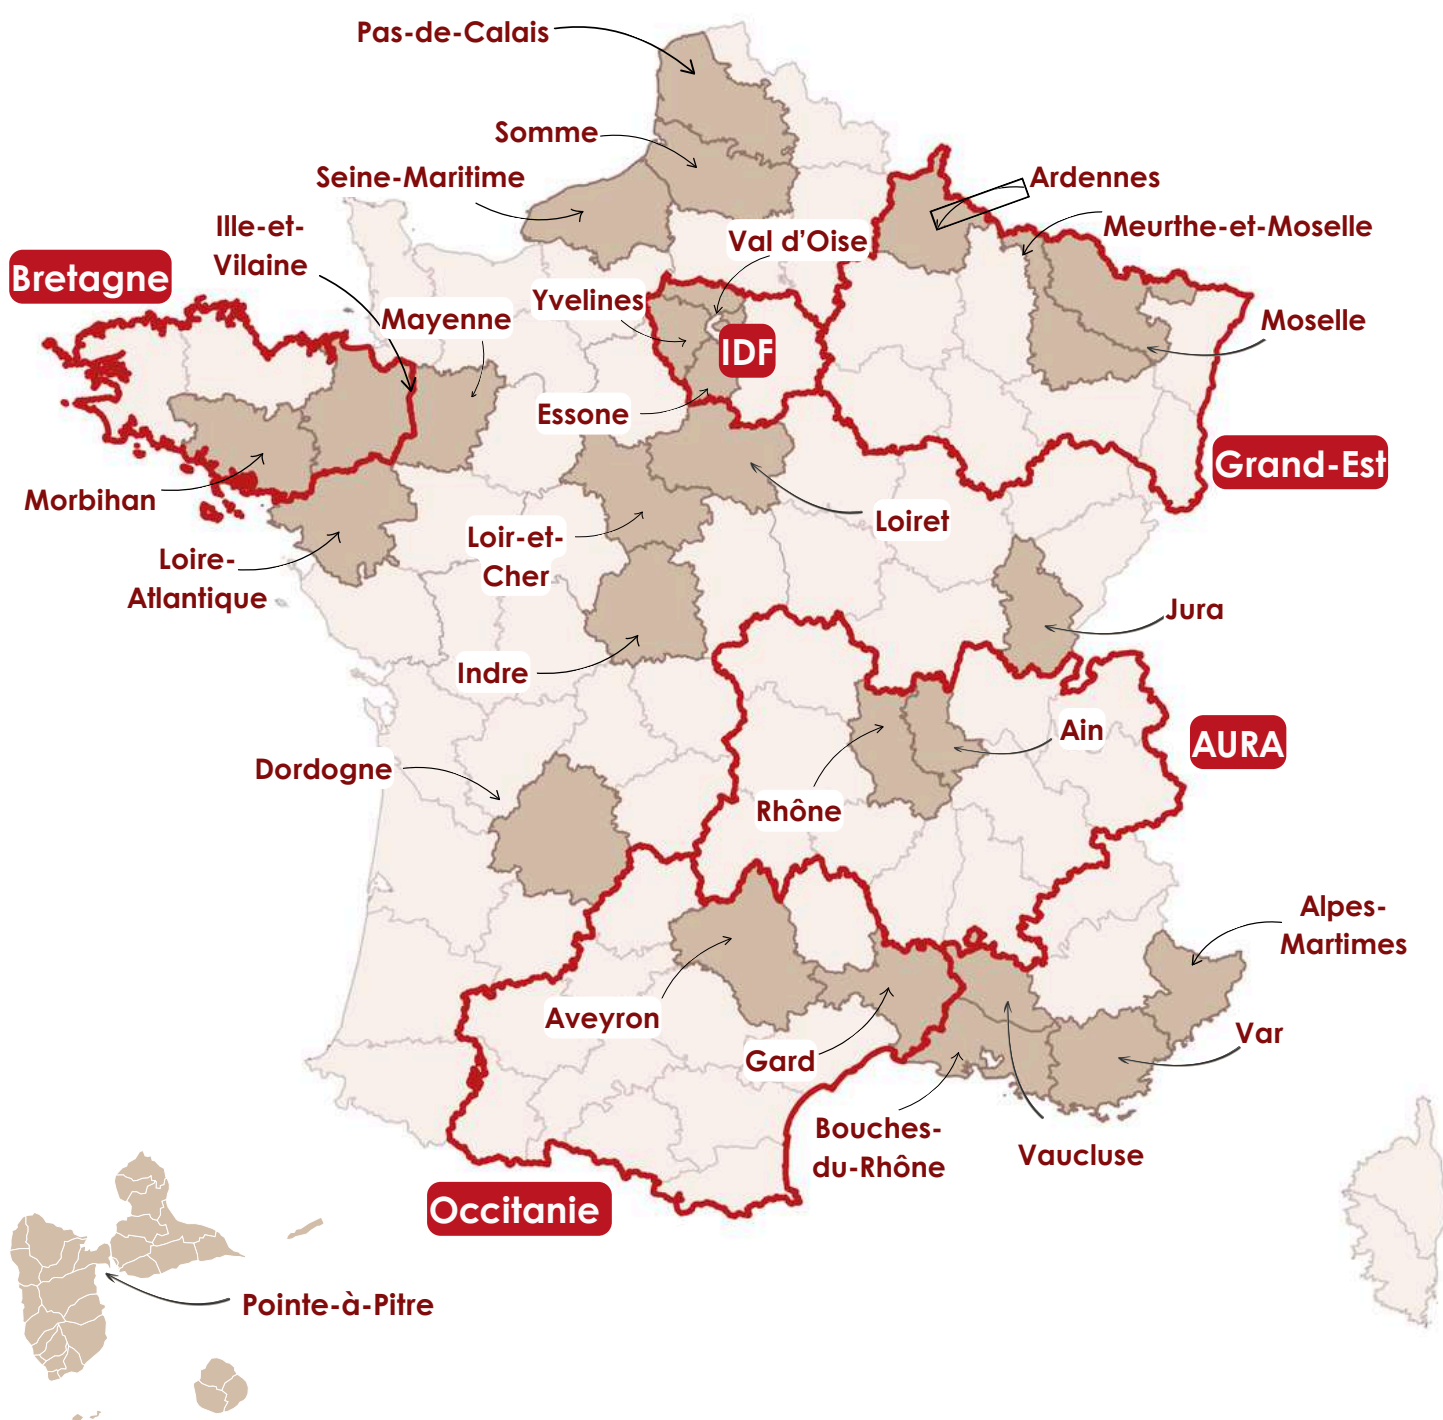 Pas-de-Calais
Somme
Seine-Maritime
Ardennes
Ille-et-
Vilaine
Meurthe-et-Moselle
Val d'Oise
Bretagne
Yvelines
Mayenne
Moselle
IDF
Essone
Grand-Est
Morbihan
Loiret
Loir-et-
Cher
Loire-
Atlantique
Jura
Indre
Ain
AURA
Dordogne
Rhône
Alpes-
Martimes
Aveyron
Var
Gard
Bouches-
du-Rhône
Vaucluse
Occitanie
Pointe-à-Pitre